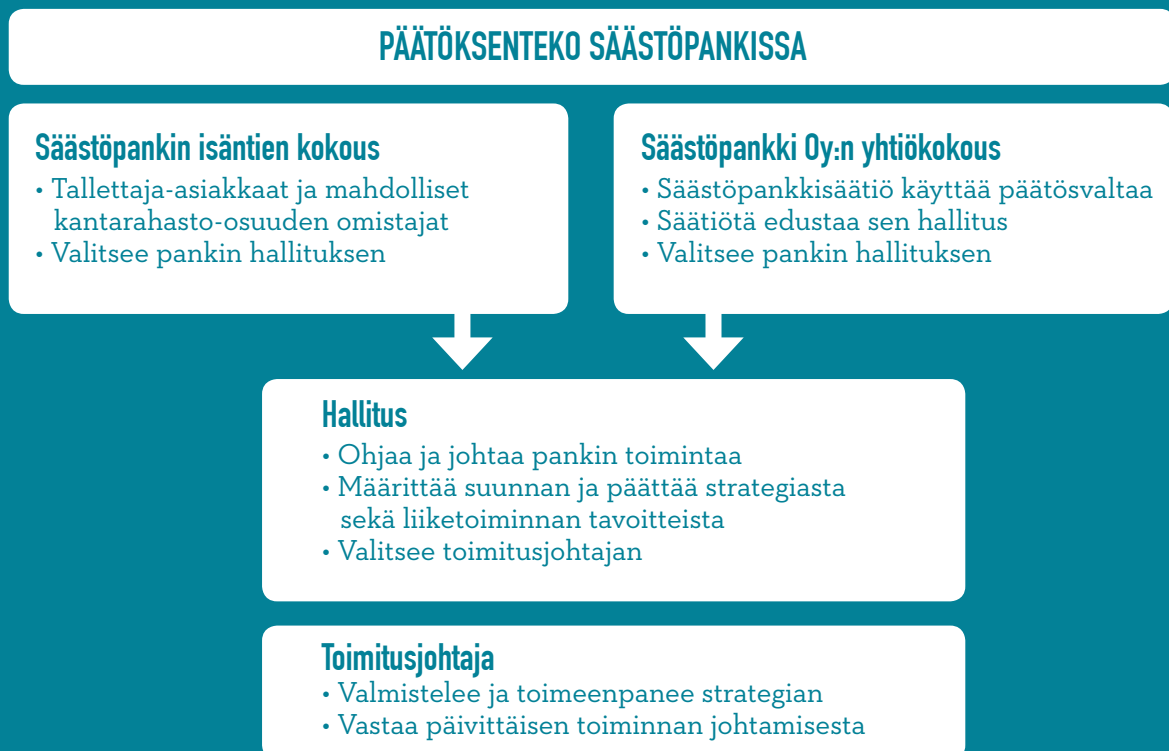 PÄÄTÖKSENTEKO SÄÄSTÖPANKISSA
Säästöpankin isäntien kokous
• Tallettaja-asiakkaat ja mahdolliset
kantarahasto-osuuden omistajat
• Valitsee pankin hallituksen
Säästöpankki Oy:n yhtiökokous
• Säästöpankkisäätiö käyttää päätösvaltaa
• Säätiötä edustaa sen hallitus
• Valitsee pankin hallituksen
Hallitus
• Ohjaa ja johtaa pankin toimintaa
• Määrittää suunnan ja päättää strategiasta
sekä liiketoiminnan tavoitteista
• Valitsee toimitusjohtajan
Toimitusjohtaja
• Valmistelee ja toimeenpanee strategian
• Vastaa päivittäisen toiminnan johtamisesta